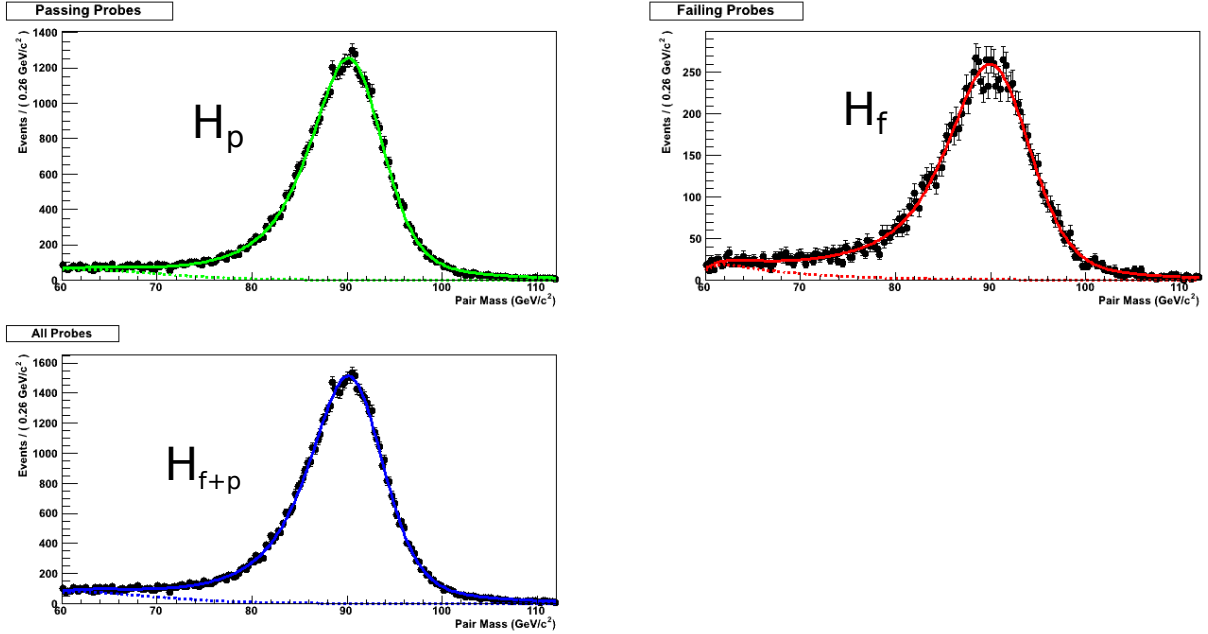 Passing Probes
Events / ( 0.26 GeV/c²)
1400
1200
1000
800
600
400
200
0
H_p
60 70 80 90 100 110
Pair Mass (GeV/c²)
Failing Probes
Events / ( 0.26 GeV/c²)
250
200
150
100
50
0
H_f
60 70 80 90 100 110
Pair Mass (GeV/c²)
All Probes
Events / ( 0.26 GeV/c²)
1600
1400
1200
1000
800
600
400
200
0
H_f+p
60 70 80 90 100 110
Pair Mass (GeV/c²)